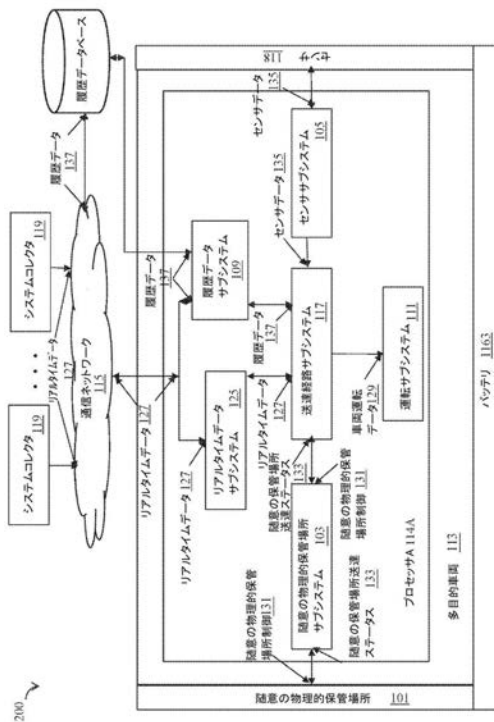 200
システムコレクタ
119
システムコレクタ
119
リアルタイムデータ
127
通信ネットワーク
115
履歴データ
137
履歴データベース
リアルタイムデータ
127
リアルタイムデータ 127
履歴データ
137
履歴データ
サブシステム
109
リアルタイムデータ
サブシステム
125
リアルタイムデータ
127
履歴データ
137
センサデータ 135
センサデータ
135
センサ
118
センササブシステム
105
送達経路サブシステム
117
随意の保管場所
送達ステータス
133
随意の物理的保管
場所制御 131
随意の物理的保管場所
サブシステム
103
随意の物理的保管
場所制御131
随意の保管場所送達
ステータス
133
車両運転
データ 129
運転サブシステム 111
プロセッサA 114A
多目的車両 113
随意の物理的保管場所 101
バッテリ 1163